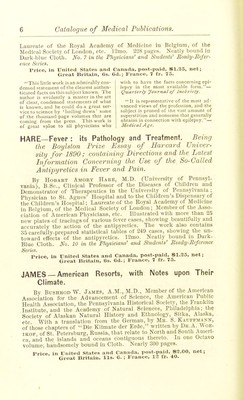 6 Catalogue of Medical Publications.
Laureate of the Royal Academy of Medicine in Belgium, of the
Medical Society of London, etc. 12mo. 239 pages. Neatly bound in
Dark-blue Cloth. No. 7 in the Physicians' and Students' Ready-Refer-
ence Series.
Price, in United States and Canada, post-paid, $1.25, net;
Great Britain, 6s. 6d.; France, 7 fr. 75.
"This little work is an admirably con-
densed statement of the almost authen-
ticated facts on this subject known. The
author is evidently a master in the art
of clear, condensed statements of what
is known, and he could do a great ser-
vice to science by "boiling down" some
of the thousand page volumes that are
coming from the press. This work is
of great value to all physicians who
wish to have the facts concerning epi-
lepsy in the most available form."—
Quarterly Journal of Inebriety.
"It is representative of the most ad-
vanced views of the profession, and the
subject is pruned of the vast amount of
superstition and nonsense that generally
obtains in connection with epilepsy."—
Medical Age.
HARE—Fever: its Pathology and Treatment. Being
the Boylston Prize Essay of Harvard Univer-
sity for 1890; containing Directions and the Latest
Information Concerning the Use of the So-Called
Antipyretics in Fever and Pain.
By Hobart Amory Hare, M.D. (University of Pennsyl-
vania), B.Sc., Clinical Professor of the Diseases of Children and
Demonstrator of Therapeutics in the University of Pennsylvania;
Physician to St. Agnes' Hospital and to the Children's Dispensary of
the Children's Hospital; Laureate of the Royal Academy of Medicine
in Belgium, of the Medical Society of London; Member of the Asso-
ciation of American Physicians, etc. Illustrated with more than 25
new plates of tracings of various fever cases, showing beautifully and
accurately the action of the antipyretics. The work also contains
35 carefully-prepared statistical tables of 249 cases, showing the un-
toward effects of the antipyretics. 12mo. Neatly bound in Dark-
Blue Cloth. No. 10 in the Physicians' and Students' Ready-Reference
Series.
Price, in United States and Canada, post-paid, $1.25, net;
Great Britain, 6s. 6d.; France, 7 fr. 75.
JAMES—American Resorts, with Notes upon Their
Climate.
By Bushrod W. James, A.M., M.D., Member of the American
Association for the Advancement of Science, the American Public
Health Association, the Pennsylvania Historical Society, the Franklin
Institute, and the Academy of Natural Sciences, Philadelphia; the
Society of Alaskan Natural History and Ethnology, Sitka, Alaska,
etc. With a translation from the German, by Mr. S. Kauffmann,
of those chapters of "Die Klimate der Erde," written by Dr. A. Woe-
ikof, of St. Petersburg, Russia, that relate to North and South Ameri-
ca, and the islands and oceans contiguous thereto. In one Octavo
volume, handsomely bound in Cloth. Nearly 300 pages.
Price, in United States and Canada, post-paid, $2.00, net;
Great Britain, 11s. 6d.; France, 12 fr. 40.